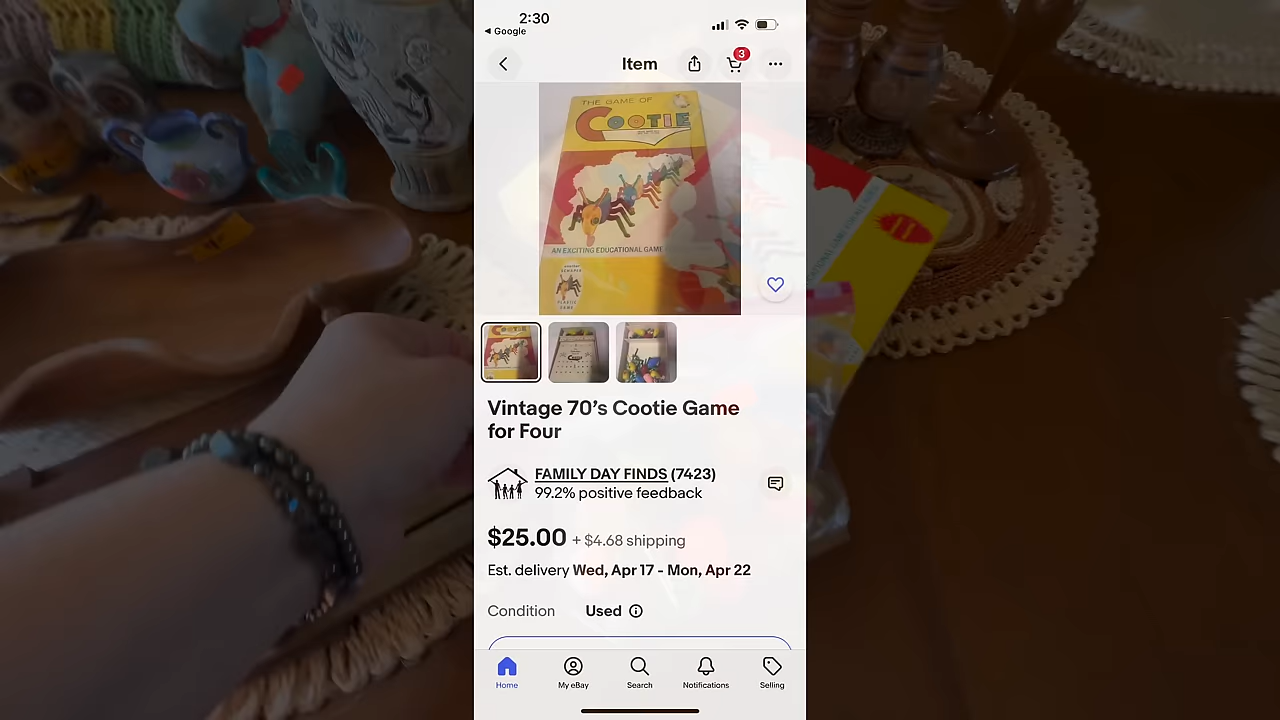 2:30
Google
Item
3
THE GAME OF
COOTIE
AN EXCITING EDUCATIONAL GAME
Vintage 70's Cootie Game
for Four
FAMILY DAY FINDS (7423)
99.2% positive feedback
$25.00 + $4.68 shipping
Est. delivery Wed, Apr 17 - Mon, Apr 22
Condition Used
Home
My eBay
Search
Notifications
Selling